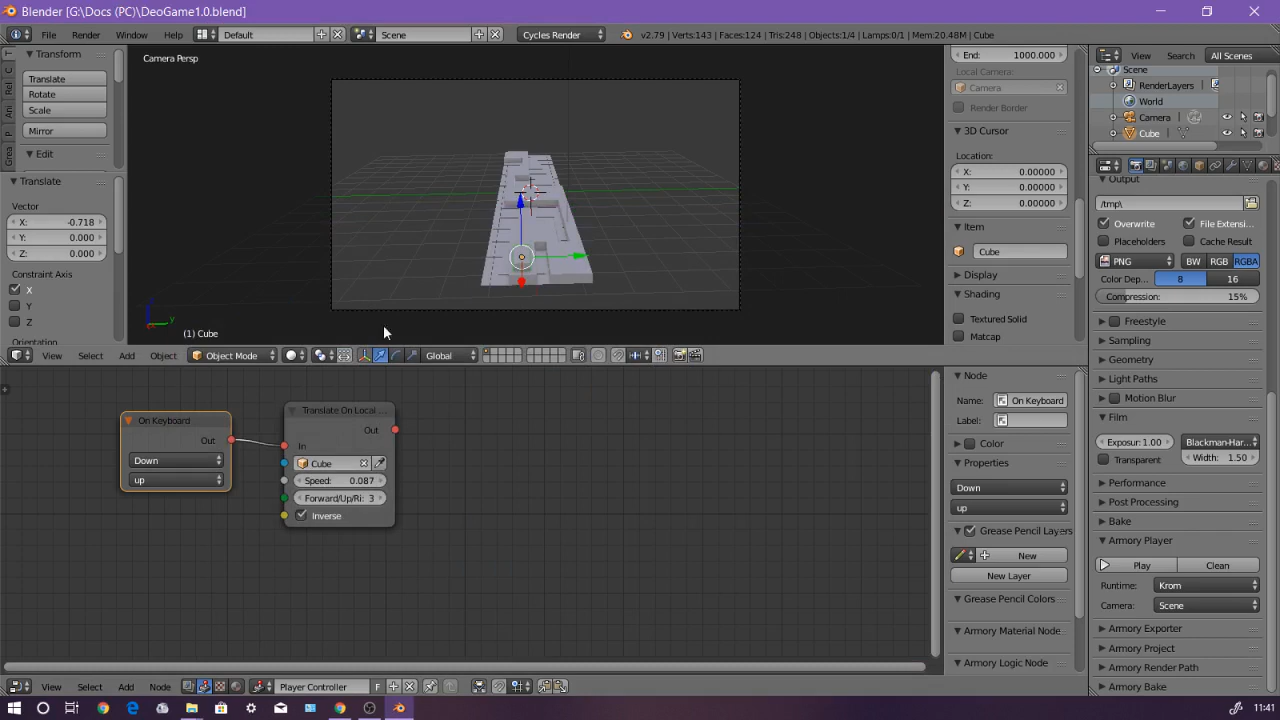 Blender [G:\Docs (PC)\DeoGame1.0.blend]
File Render Window Help Default Scene Cycles Render v2.79 | Verts:143 | Faces:124 | Tris:248 | Objects:1/4 | Lamps:0/1 | Mem:20.48M | Cube
Transform
Translate
Rotate
Scale
Mirror
Edit
T
C
Rel
Ani
P
Grea
Translate
Vector
X: -0.718
Y: 0.000
Z: 0.000
Constraint Axis
X
Y
Z
Orientation
Camera Persp
y
(1) Cube
View Select Add Object Object Mode Global
End: 1000.000
Local Camera:
Camera
Render Border
3D Cursor
Location:
X: 0.00000
Y: 0.00000
Z: 0.00000
Item
Cube
Display
Shading
Textured Solid
Matcap
View Search All Scenes
Scene
RenderLayers
World
Camera
Cube
Output
/tmp\
Overwrite File Extensi...
Placeholders Cache Result
PNG BW RGB RGBA
Color Dep... 8 16
Compression: 15%
Freestyle
Sampling
Geometry
Light Paths
Motion Blur
Film
Exposur: 1.00 Blackman-Har...
Transparent Width: 1.50
Performance
Post Processing
Bake
Armory Player
Play Clean
Runtime: Krom
Camera: Scene
Armory Exporter
Armory Project
Armory Render Path
Armory Bake
On Keyboard
Out
Down
up
Translate On Local ...
Out
In
Cube
Speed: 0.087
Forward/Up/Ri: 3
Inverse
Node
Name: On Keyboard
Label:
Color
Properties
Down
up
Grease Pencil Layers
New
New Layer
Grease Pencil Colors
Armory Material Node
Armory Logic Node
View Select Add Node Player Controller F
11:41